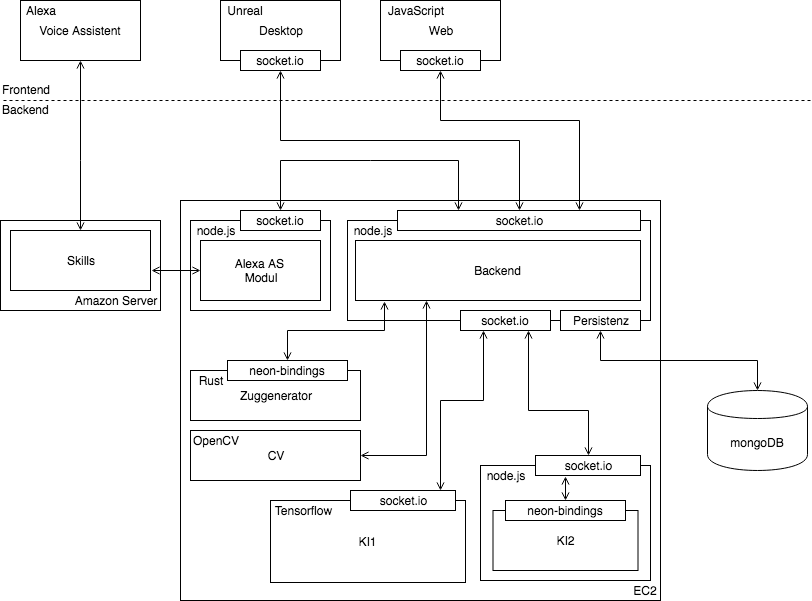 Alexa
Voice Assistent
Unreal
Desktop
socket.io
JavaScript
Web
socket.io
Frontend
Backend
socket.io
node.js
Alexa AS
Modul
socket.io
node.js
Backend
Skills
Amazon Server
socket.io
Persistenz
neon-bindings
Rust
Zuggenerator
mongoDB
OpenCV
CV
socket.io
node.js
socket.io
Tensorflow
KI1
neon-bindings
KI2
EC2